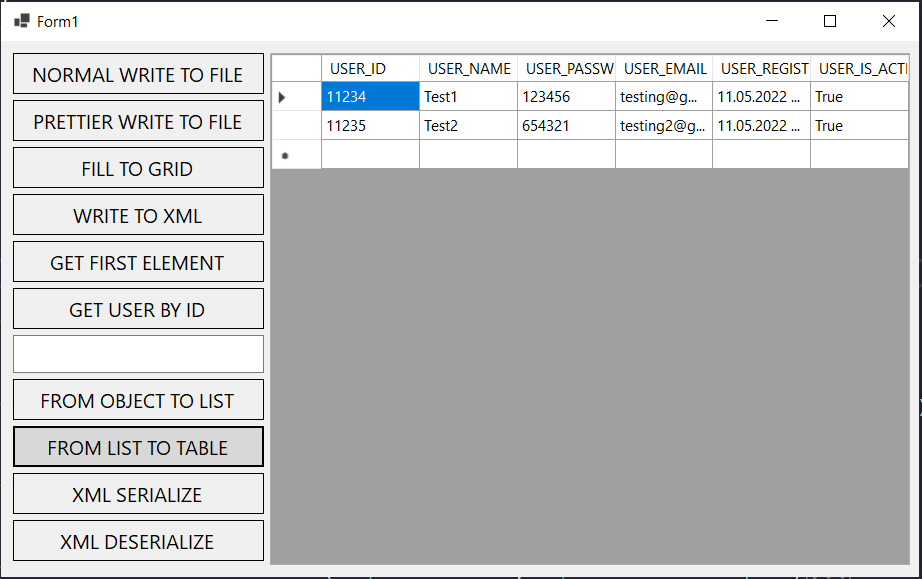 Form1
NORMAL WRITE TO FILE
PRETTIER WRITE TO FILE
FILL TO GRID
WRITE TO XML
GET FIRST ELEMENT
GET USER BY ID
FROM OBJECT TO LIST
FROM LIST TO TABLE
XML SERIALIZE
XML DESERIALIZE
USER_ID USER_NAME USER_PASSW USER_EMAIL USER_REGIST USER_IS_ACTI
11234 Test1 123456 testing@g... 11.05.2022 ... True
11235 Test2 654321 testing2@g... 11.05.2022 ... True